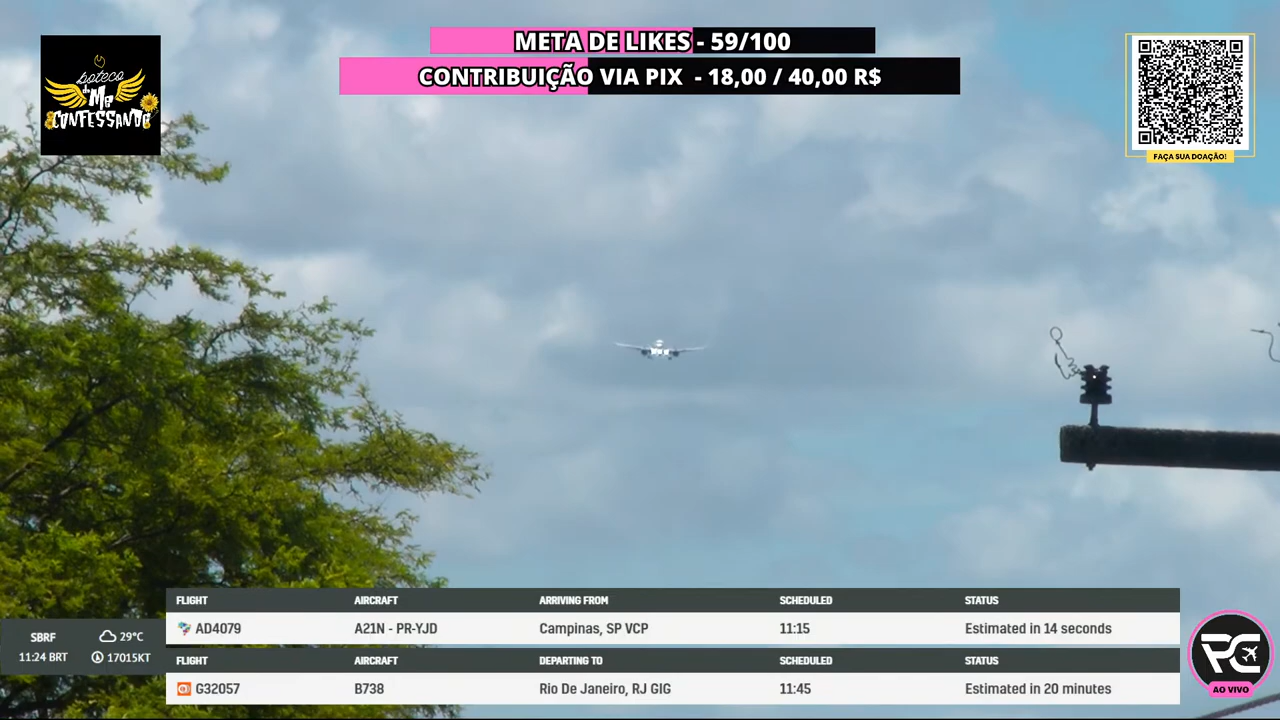 META DE LIKES - 59/100
CONTRIBUIÇÃO VIA PIX - 18,00 / 40,00 R$
boteco
do
Me
CONFESSANDO
FAÇA SUA DOAÇÃO!
FLIGHT AIRCRAFT ARRIVING FROM SCHEDULED STATUS
AD4079 A21N - PR-YJD Campinas, SP VCP 11:15 Estimated in 14 seconds
SBRF 29°C
11:24 BRT 17015KT
FLIGHT AIRCRAFT DEPARTING TO SCHEDULED STATUS
G32057 B738 Rio De Janeiro, RJ GIG 11:45 Estimated in 20 minutes
RC
AO VIVO